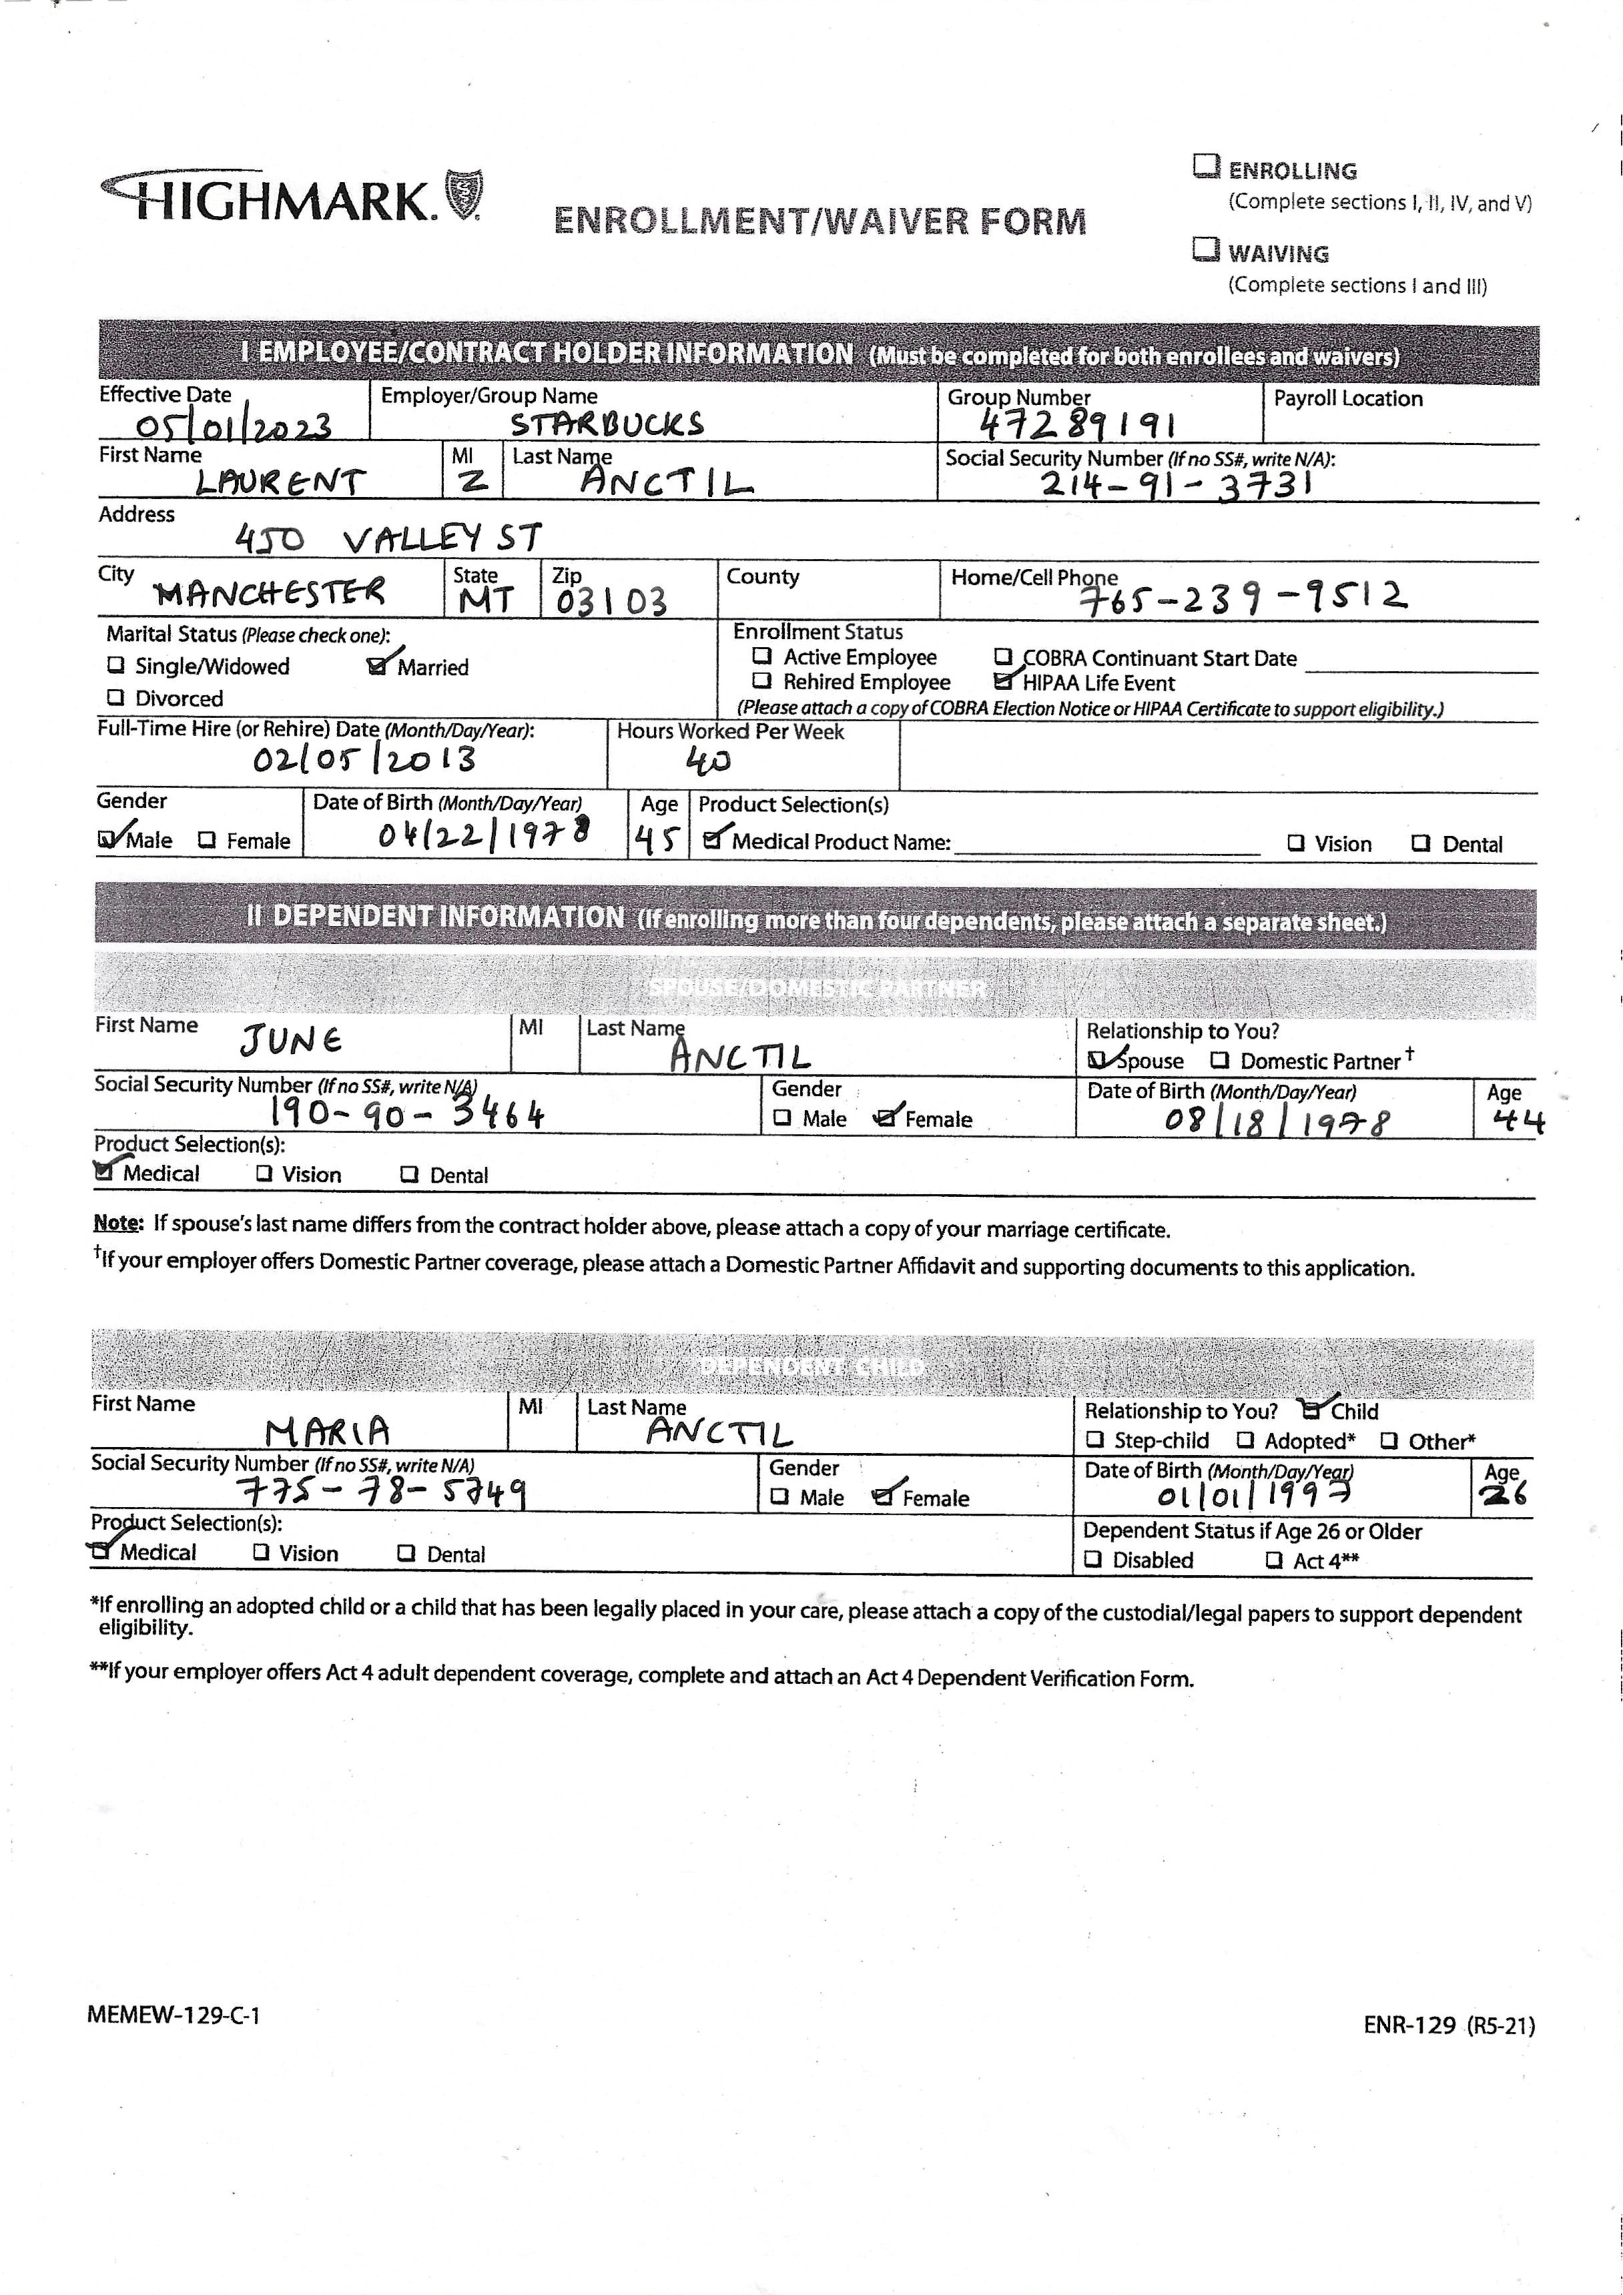 HIGHMARK.
ENROLLMENT/WAIVER FORM
ENROLLING
(Complete sections I, II, IV, and V)
WAIVING
(Complete sections I and III)
I EMPLOYEE/CONTRACT HOLDER INFORMATION (Must be completed for both enrollees and waivers)
Effective Date Employer/Group Name Group Number Payroll Location
05/01/2023 STARBUCKS 47289191
First Name MI Last Name Social Security Number (If no SS#, write N/A):
LAURENT Z ANCTIL 214-91-3731
Address
450 VALLEY ST
City State Zip County Home/Cell Phone
MANCHESTER MT 03103 765-239-9512
Marital Status (Please check one): Enrollment Status
Single/Widowed Married Active Employee COBRA Continuant Start Date
Divorced Rehired Employee HIPAA Life Event
(Please attach a copy of COBRA Election Notice or HIPAA Certificate to support eligibility.)
Full-Time Hire (or Rehire) Date (Month/Day/Year): Hours Worked Per Week
02/05/2013 40
Gender Date of Birth (Month/Day/Year) Age Product Selection(s)
Male Female 04/22/1978 45 Medical Product Name: Vision Dental
II DEPENDENT INFORMATION (If enrolling more than four dependents, please attach a separate sheet.)
SPOUSE/DOMESTIC PARTNER
First Name MI Last Name Relationship to You?
JUNE ANCTIL Spouse Domestic Partner†
Social Security Number (If no SS#, write N/A) Gender Date of Birth (Month/Day/Year) Age
190-90-3464 Male Female 08/18/1978 44
Product Selection(s):
Medical Vision Dental
Note: If spouse's last name differs from the contract holder above, please attach a copy of your marriage certificate.
†If your employer offers Domestic Partner coverage, please attach a Domestic Partner Affidavit and supporting documents to this application.
DEPENDENT CHILD
First Name MI Last Name Relationship to You? Child
MARIA ANCTIL Step-child Adopted* Other*
Social Security Number (If no SS#, write N/A) Gender Date of Birth (Month/Day/Year) Age
775-78-5749 Male Female 01/01/1997 26
Product Selection(s): Dependent Status if Age 26 or Older
Medical Vision Dental Disabled Act 4**
*If enrolling an adopted child or a child that has been legally placed in your care, please attach a copy of the custodial/legal papers to support dependent
eligibility.
**If your employer offers Act 4 adult dependent coverage, complete and attach an Act 4 Dependent Verification Form.
MEMEW-129-C-1 ENR-129 (R5-21)